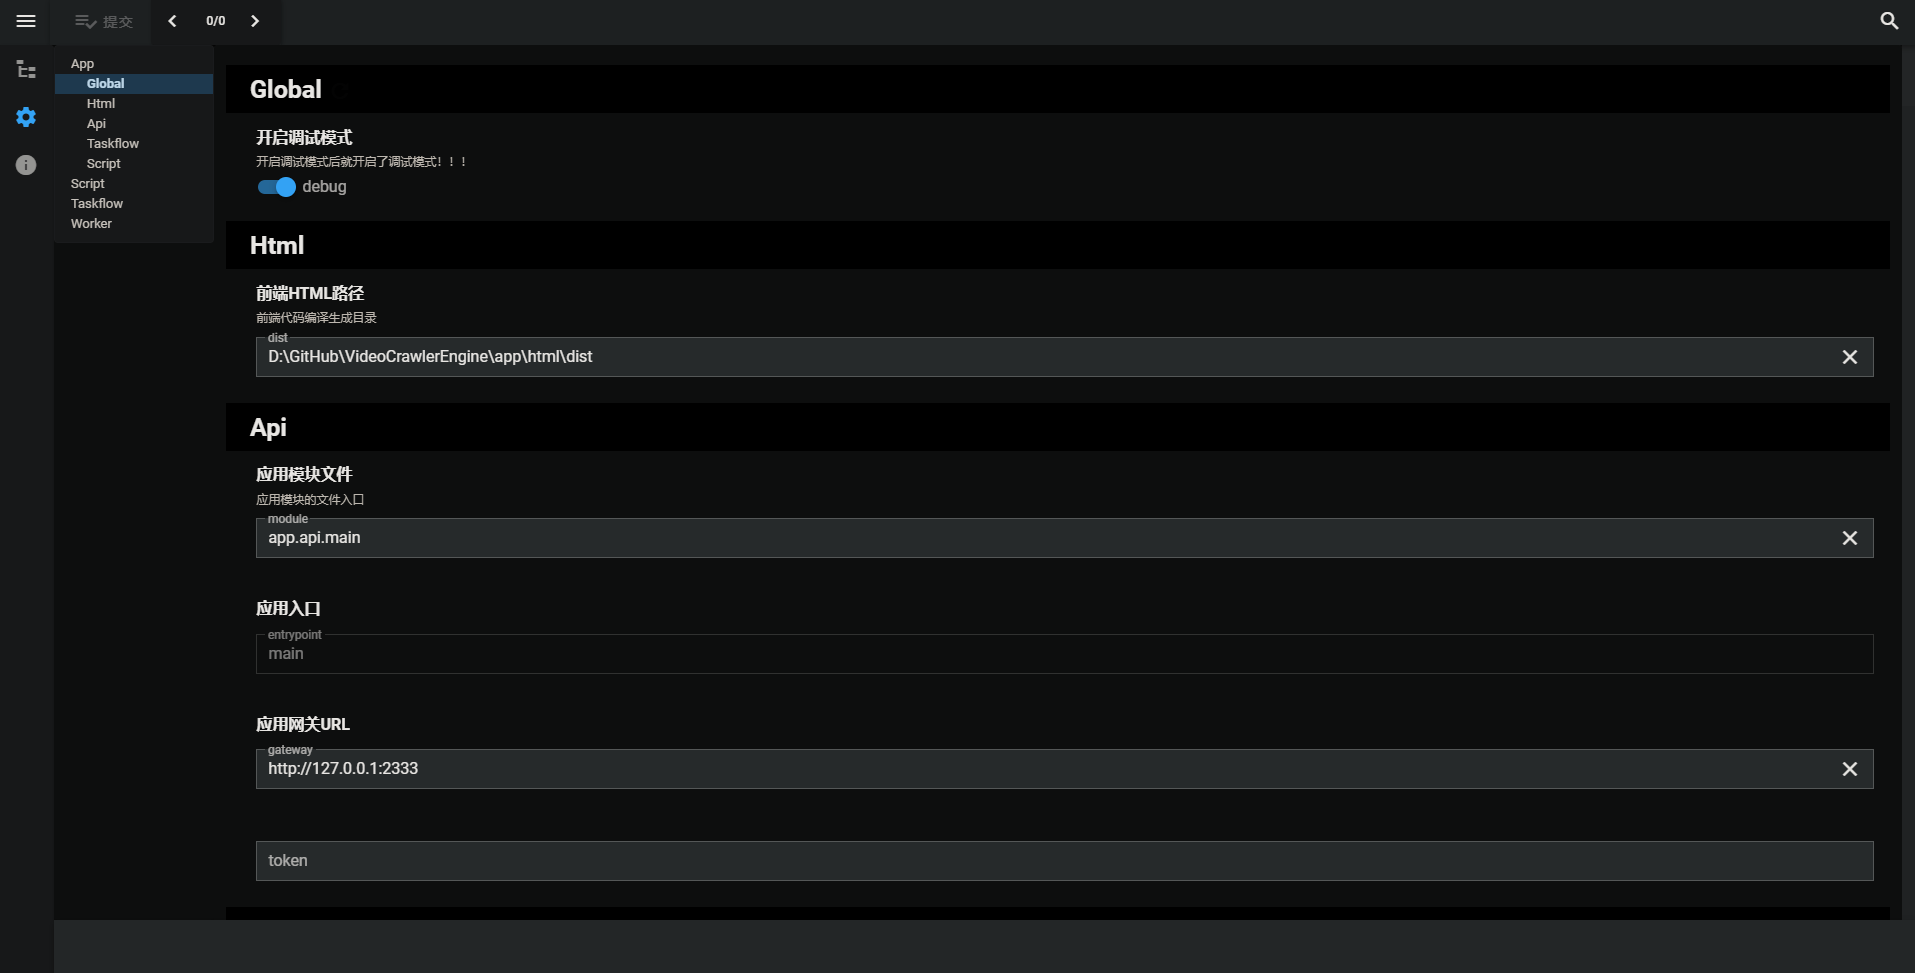 提交
0/0
App
Global
Html
Api
Taskflow
Script
Script
Taskflow
Worker
Global
开启调试模式
开启调试模式后就开启了调试模式！！！
debug
Html
前端HTML路径
前端代码编译生成目录
dist
D:\GitHub\VideoCrawlerEngine\app\html\dist
Api
应用模块文件
应用模块的文件入口
module
app.api.main
应用入口
entrypoint
main
应用网关URL
gateway
http://127.0.0.1:2333
token